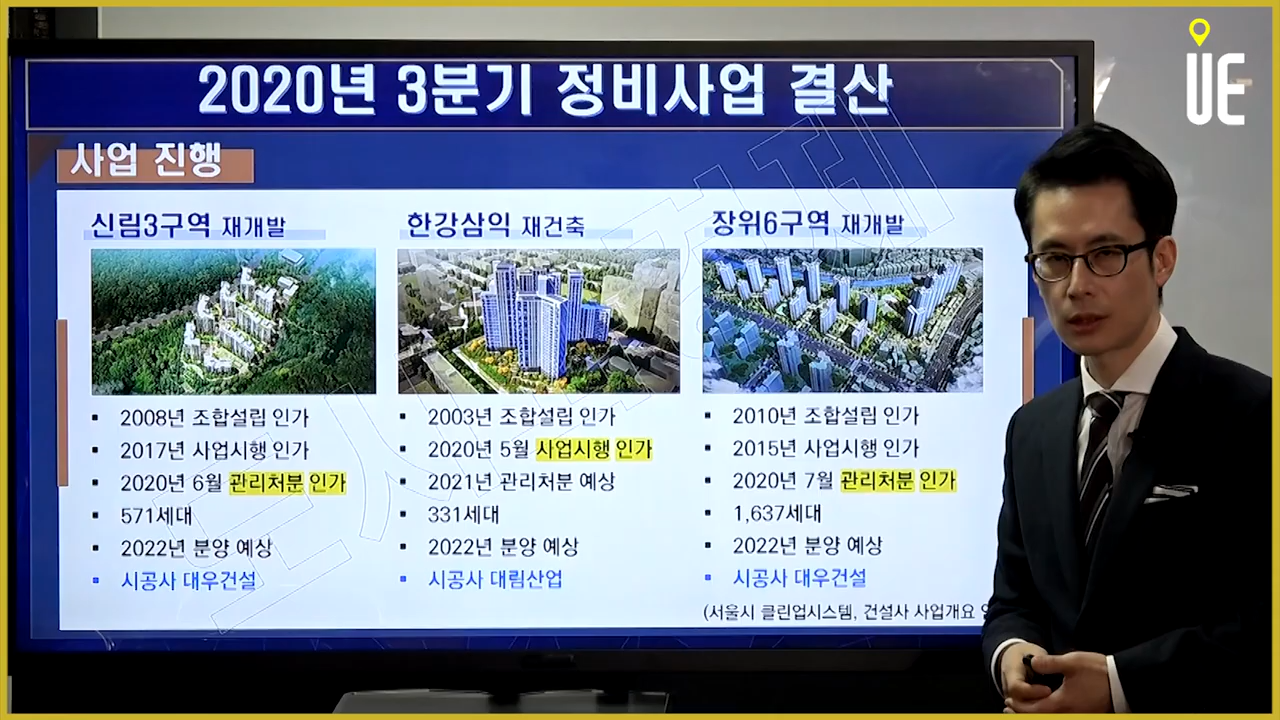 UE
2020년 3분기 정비사업 결산
사업 진행
신림3구역 재개발
▪ 2008년 조합설립 인가
▪ 2017년 사업시행 인가
▪ 2020년 6월 관리처분 인가
▪ 571세대
▪ 2022년 분양 예상
▪ 시공사 대우건설
한강삼익 재건축
▪ 2003년 조합설립 인가
▪ 2020년 5월 사업시행 인가
▪ 2021년 관리처분 예상
▪ 331세대
▪ 2022년 분양 예상
▪ 시공사 대림산업
장위6구역 재개발
▪ 2010년 조합설립 인가
▪ 2015년 사업시행 인가
▪ 2020년 7월 관리처분 인가
▪ 1,637세대
▪ 2022년 분양 예상
▪ 시공사 대우건설
(서울시 클린업시스템, 건설사 사업개요